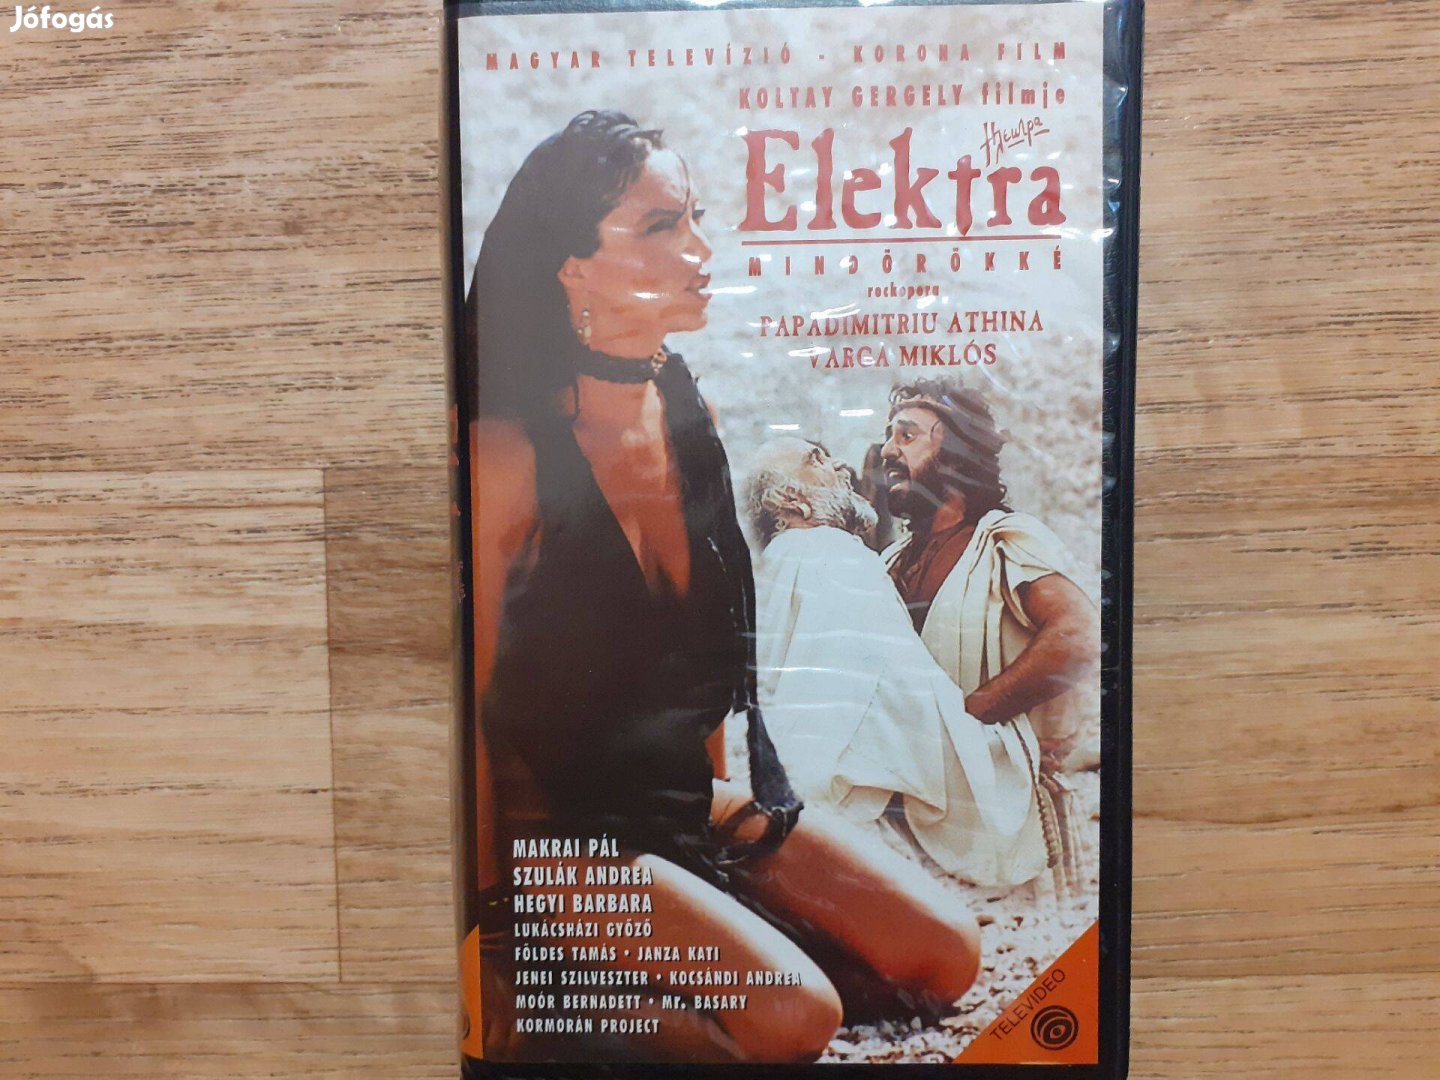 Jófogás
MAGYAR TELEVÍZIÓ - KORONA FILM
KOLTAY GERGELY filmje
Elektra
MINDÖRÖKKÉ
rockopera
PAPADIMITRIU ATHINA
VARGA MIKLÓS
MAKRAI PÁL
SZULÁK ANDREA
HEGYI BARBARA
LUKÁCSHÁZI GYŐZŐ
FÖLDES TAMÁS • JANZA KATI
JENEI SZILVESZTER • KOCSÁNDI ANDREA
MOÓR BERNADETT • Mr. BASARY
KORMORÁN PROJECT
TELEVIDEO